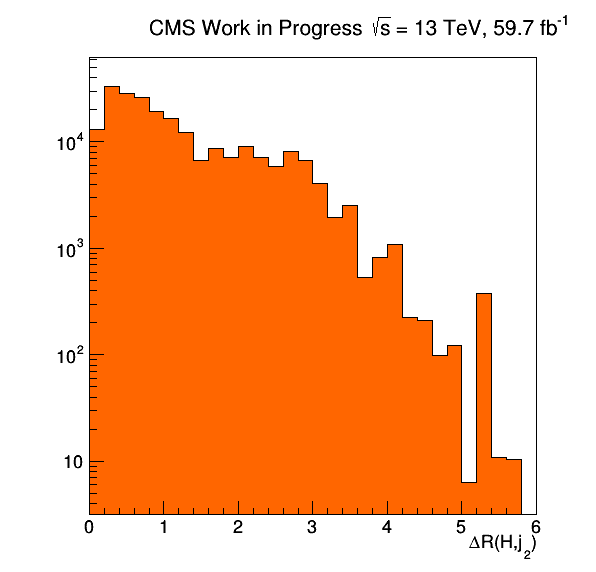 CMS Work in Progress √s = 13 TeV, 59.7 fb⁻¹
10⁴
10³
10²
10
0 1 2 3 4 5 6
ΔR(H,j₂)